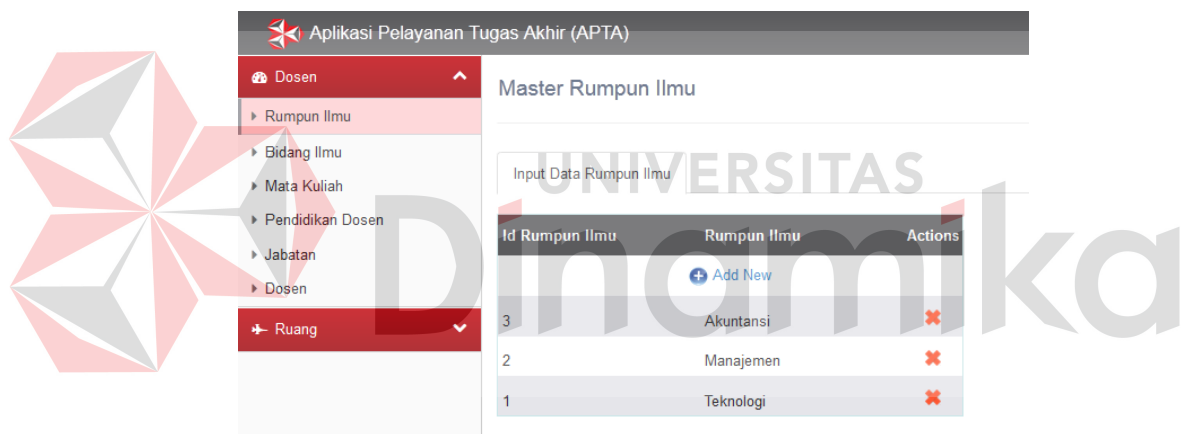 Aplikasi Pelayanan Tugas Akhir (APTA)
Dosen
Rumpun Ilmu
Bidang Ilmu
Mata Kuliah
Pendidikan Dosen
Jabatan
Dosen
Ruang
Master Rumpun Ilmu
Input Data Rumpun Ilmu
Id Rumpun Ilmu Rumpun Ilmu Actions
Add New
3 Akuntansi
2 Manajemen
1 Teknologi
UNIVERSITAS
Dinamika